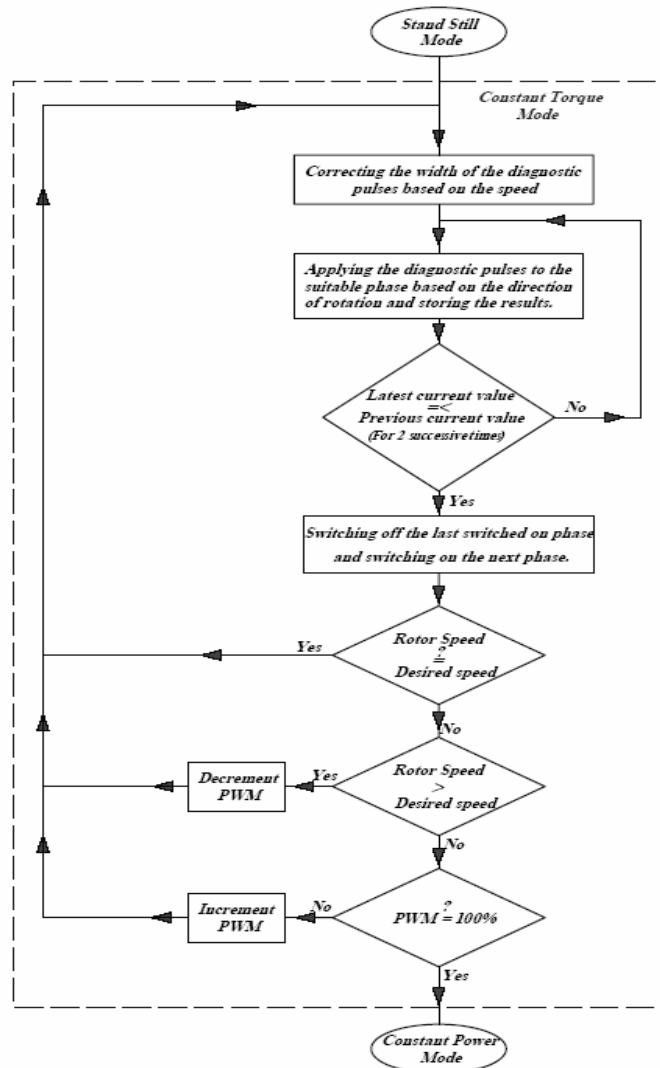 Stand Still
Mode
Constant Torque
Mode
Correcting the width of the diagnostic
pulses based on the speed
Applying the diagnostic pulses to the
suitable phase based on the direction
of rotation and storing the results.
Latest current value
=<
Previous current value
(For 2 successive times)
No
Yes
Switching off the last switched on phase
and switching on the next phase.
Rotor Speed
?
=
Desired speed
Yes
No
Rotor Speed
>
Desired speed
Yes
Decrement
PWM
No
?
PWM = 100%
No
Increment
PWM
Yes
Constant Power
Mode